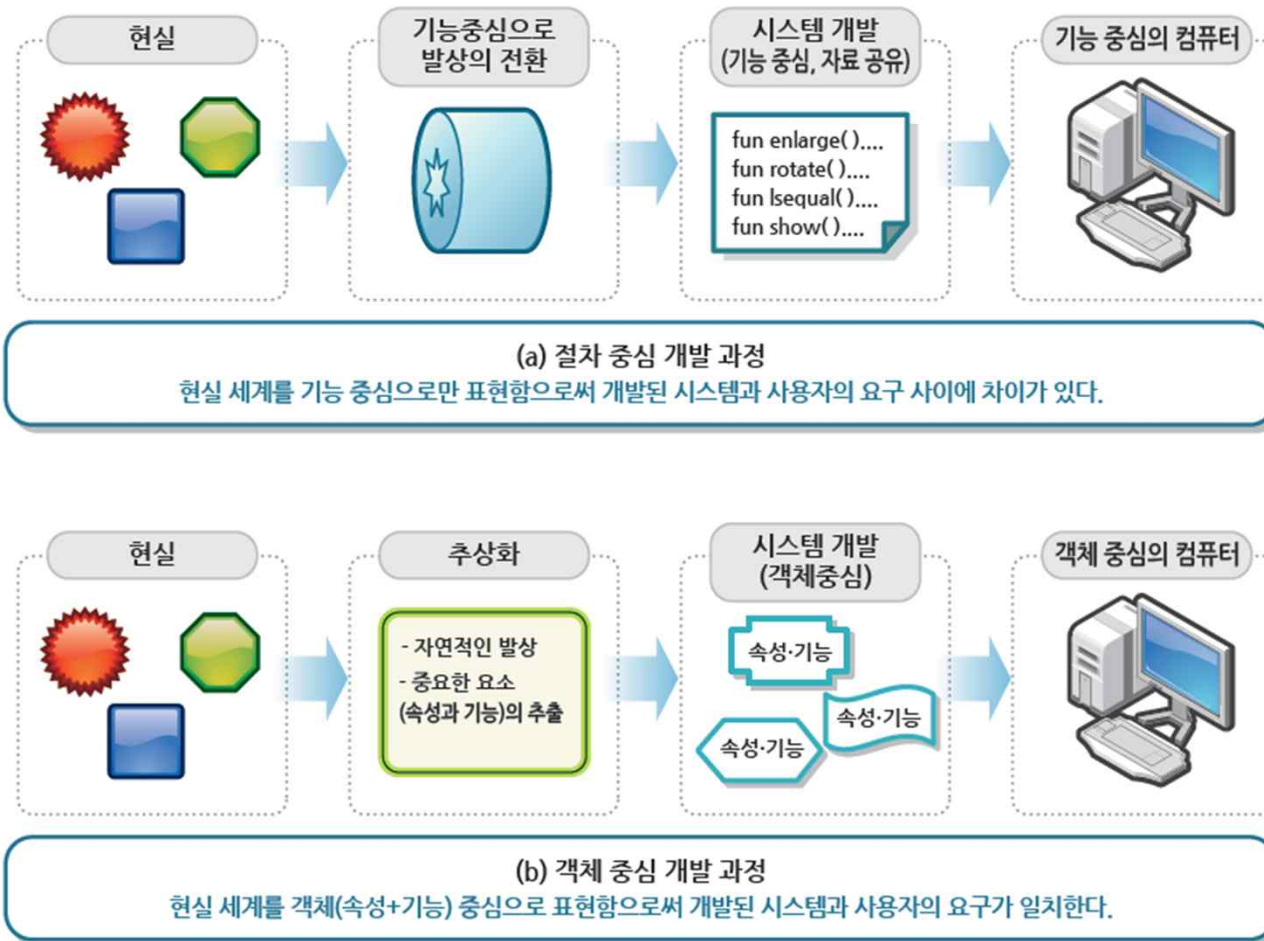 현실
기능중심으로
발상의 전환
시스템 개발
(기능 중심, 자료 공유)
기능 중심의 컴퓨터
fun enlarge( )....
fun rotate( )....
fun lsequal( )....
fun show( )....
(a) 절차 중심 개발 과정
현실 세계를 기능 중심으로만 표현함으로써 개발된 시스템과 사용자의 요구 사이에 차이가 있다.
현실
추상화
시스템 개발
(객체중심)
객체 중심의 컴퓨터
- 자연적인 발상
- 중요한 요소
(속성과 기능)의 추출
속성·기능
속성·기능
속성·기능
(b) 객체 중심 개발 과정
현실 세계를 객체(속성+기능) 중심으로 표현함으로써 개발된 시스템과 사용자의 요구가 일치한다.